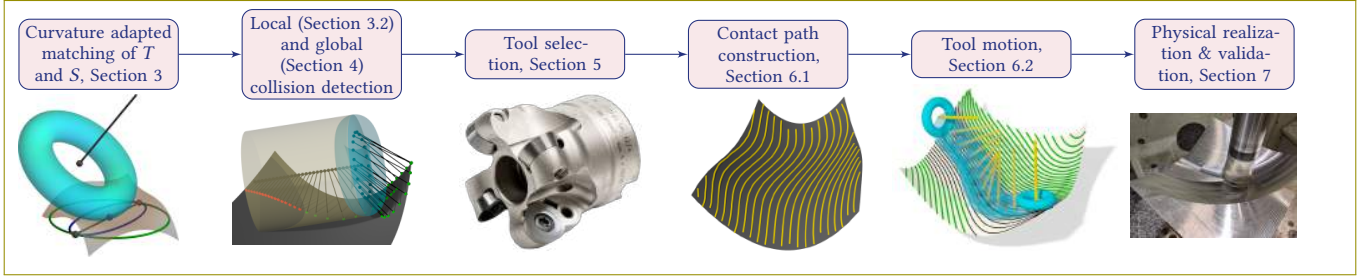 Curvature adapted
matching of T
and S, Section 3
Local (Section 3.2)
and global
(Section 4)
collision detection
Tool selec-
tion, Section 5
Contact path
construction,
Section 6.1
Tool motion,
Section 6.2
Physical realiza-
tion & valida-
tion, Section 7